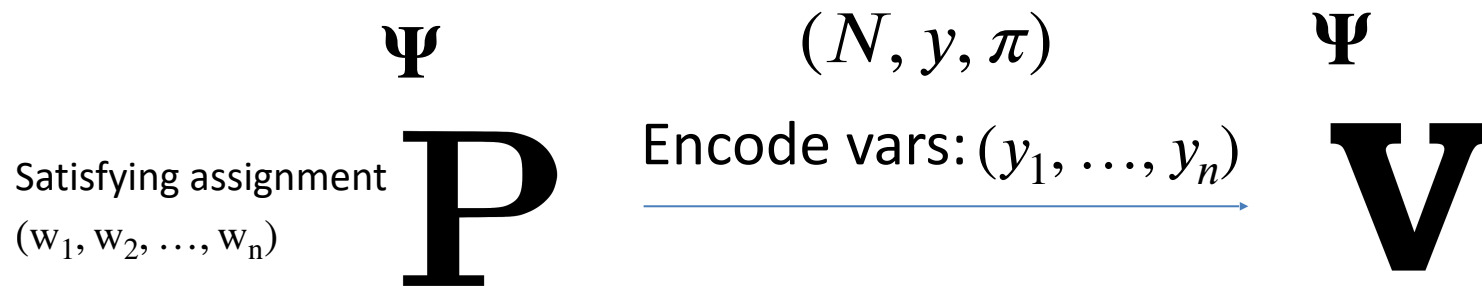 Ψ (N, y, π) Ψ
P Encode vars: (y₁, …, yₙ) V
Satisfying assignment
(w₁, w₂, …, wₙ)